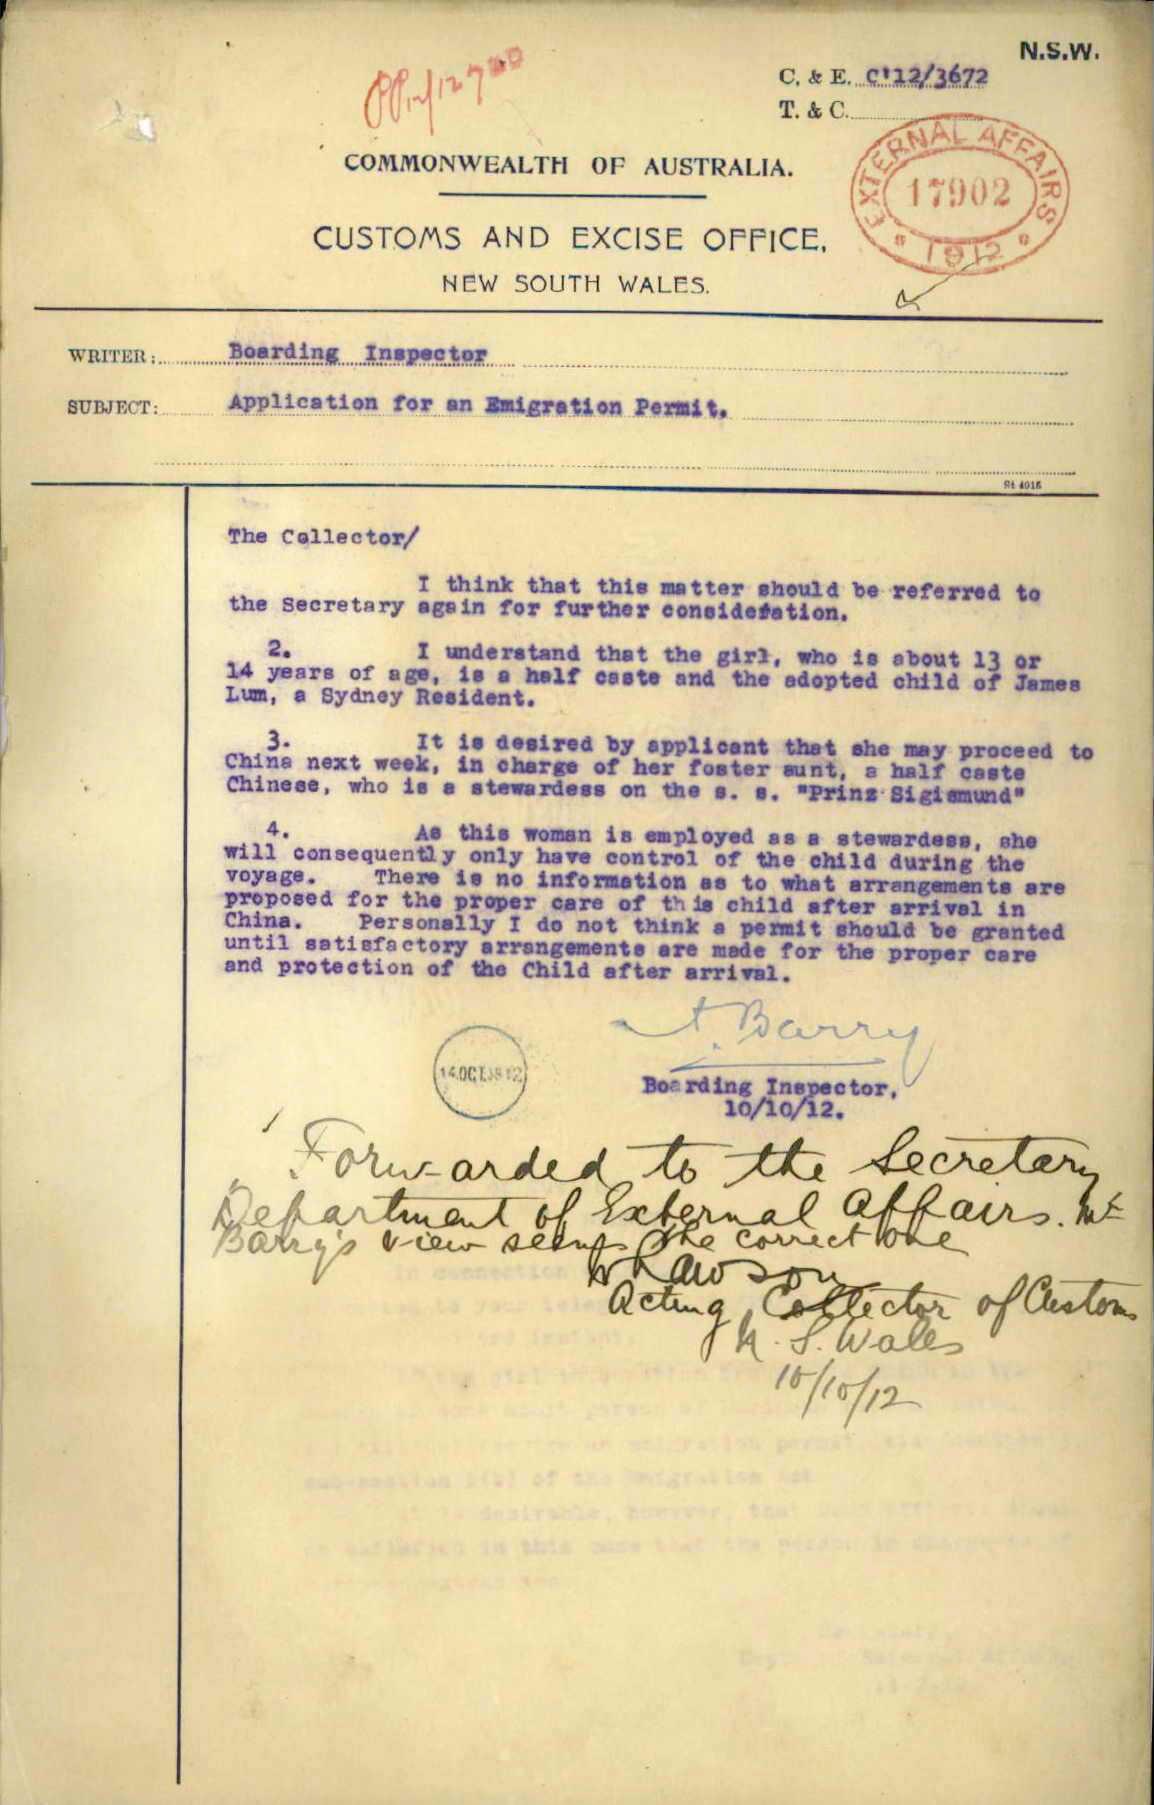 N.S.W.
C. & E. C'12/3672
T. & C.
EXTERNAL AFFAIRS
17902
1912
COMMONWEALTH OF AUSTRALIA.
CUSTOMS AND EXCISE OFFICE,
NEW SOUTH WALES.
WRITER: Boarding Inspector
SUBJECT: Application for an Emigration Permit.
St 4016
The Collector/
I think that this matter should be referred to
the Secretary again for further consideration.
2. I understand that the girl, who is about 13 or
14 years of age, is a half caste and the adopted child of James
Lum, a Sydney Resident.
3. It is desired by applicant that she may proceed to
China next week, in charge of her foster aunt, a half caste
Chinese, who is a stewardess on the s. s. "Prinz Sigismund"
4. As this woman is employed as a stewardess, she
will consequently only have control of the child during the
voyage. There is no information as to what arrangements are
proposed for the proper care of this child after arrival in
China. Personally I do not think a permit should be granted
until satisfactory arrangements are made for the proper care
and protection of the Child after arrival.
Barry
14.OCT.1912
Boarding Inspector,
10/10/12.
Forwarded to the Secretary
Department of External Affairs. Mr
Barry's view seems the correct one
Lawson
Acting Collector of Customs
N. S. Wales
10/10/12